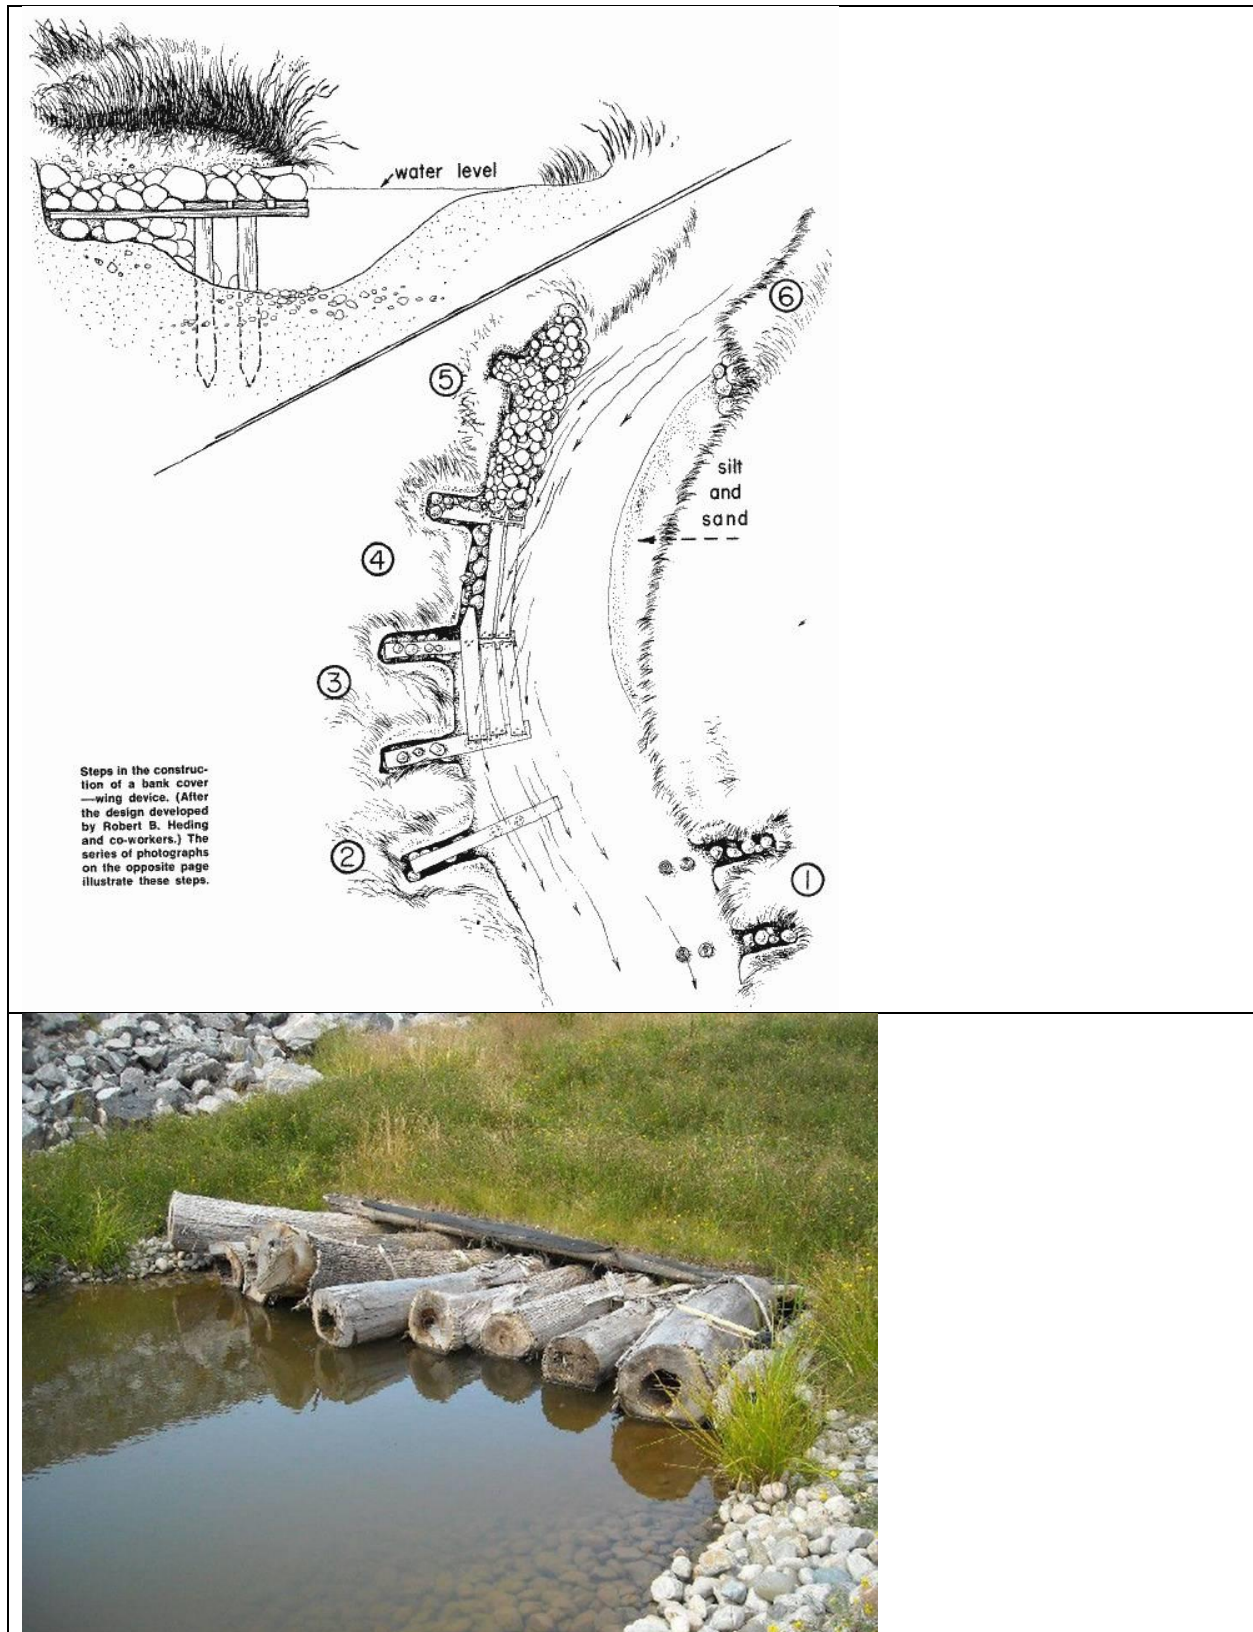 water level
⑥
⑤
silt
and
sand
④
③
Steps in the construc-
tion of a bank cover
—wing device. (After
the design developed
by Robert B. Heding
and co-workers.) The
series of photographs
on the opposite page
illustrate these steps.
②
①